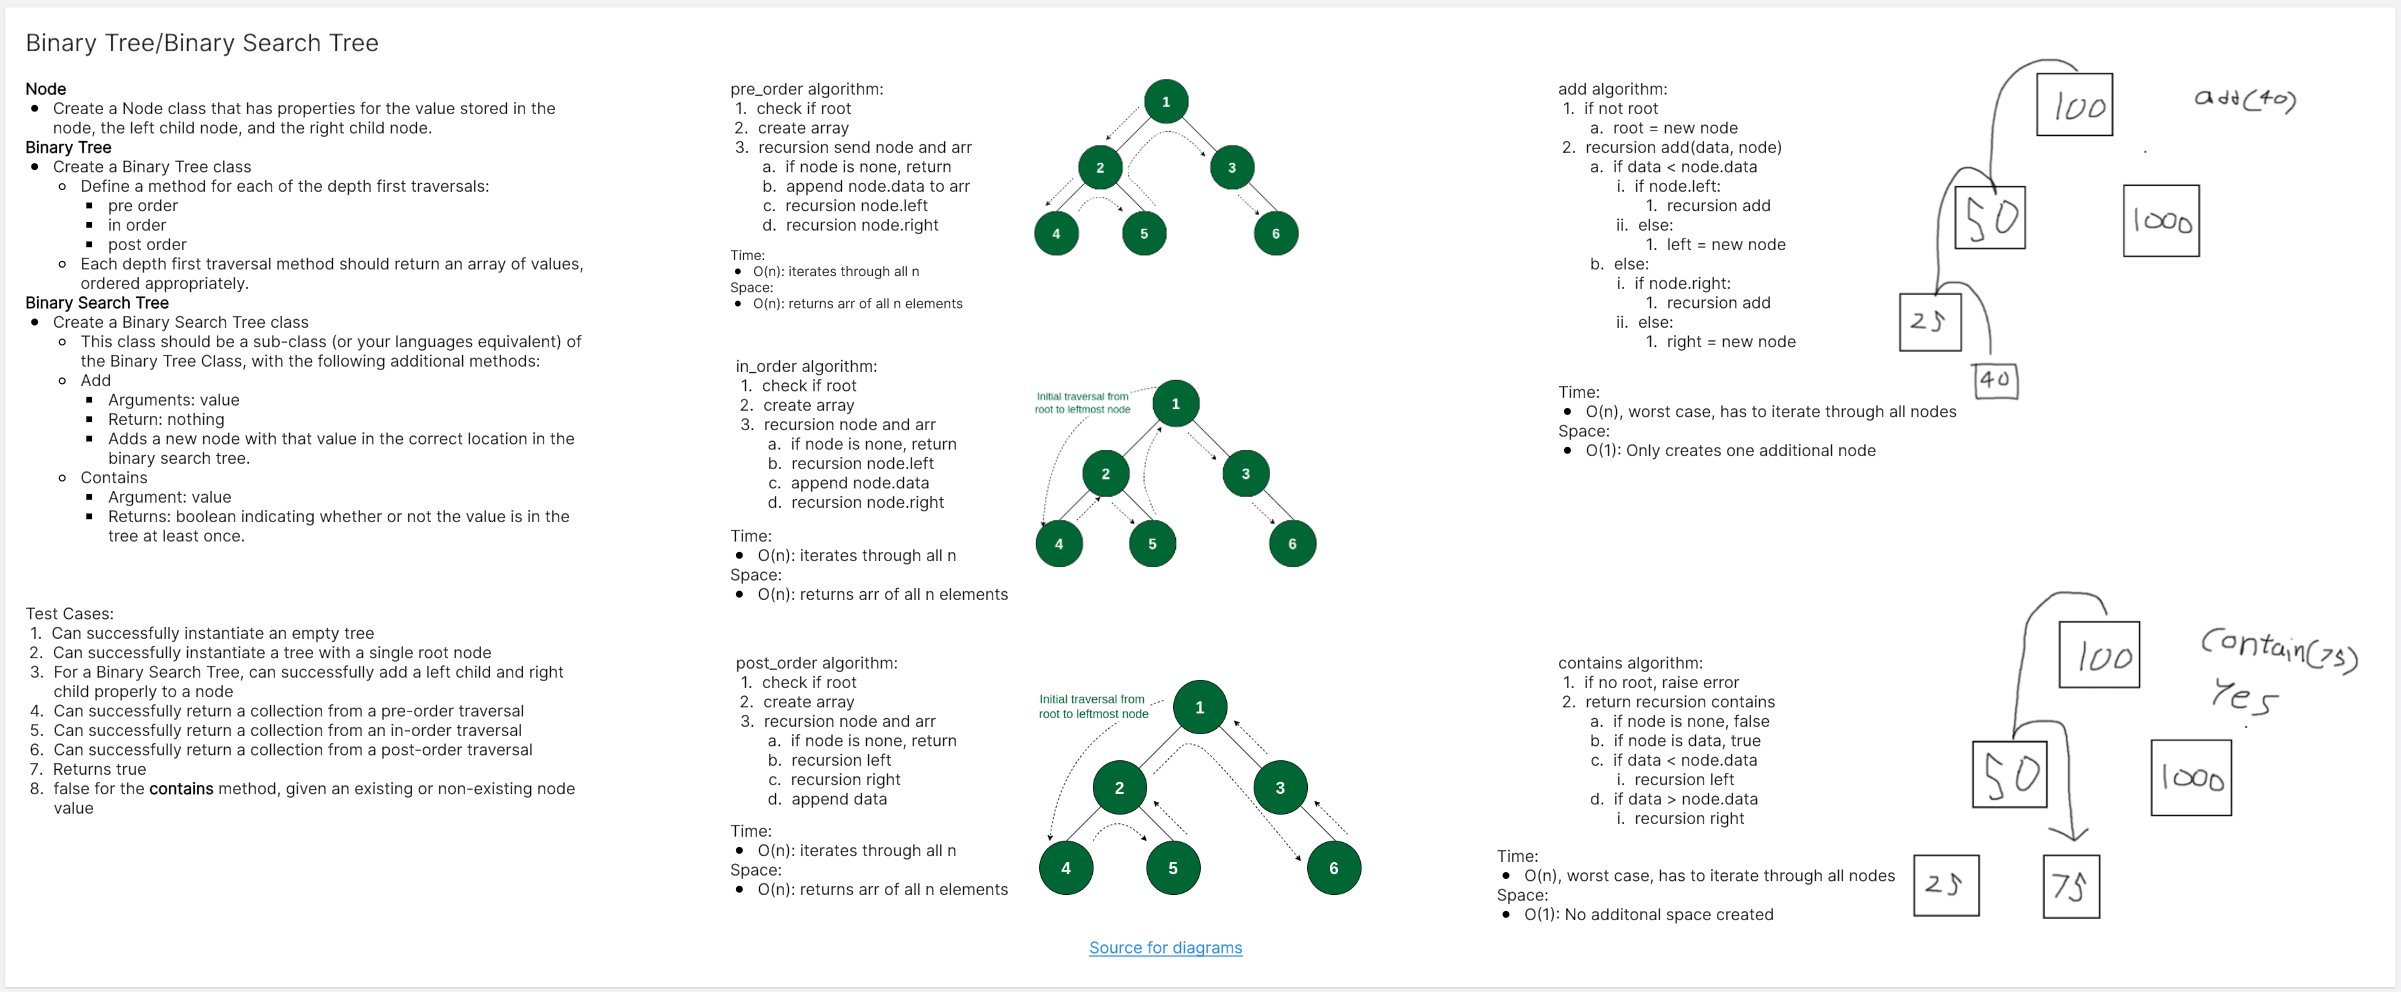 Binary Tree/Binary Search Tree
Node
• Create a Node class that has properties for the value stored in the
node, the left child node, and the right child node.
Binary Tree
• Create a Binary Tree class
○ Define a method for each of the depth first traversals:
■ pre order
■ in order
■ post order
○ Each depth first traversal method should return an array of values,
ordered appropriately.
Binary Search Tree
• Create a Binary Search Tree class
○ This class should be a sub-class (or your languages equivalent) of
the Binary Tree Class, with the following additional methods:
○ Add
■ Arguments: value
■ Return: nothing
■ Adds a new node with that value in the correct location in the
binary search tree.
○ Contains
■ Argument: value
■ Returns: boolean indicating whether or not the value is in the
tree at least once.
Test Cases:
1. Can successfully instantiate an empty tree
2. Can successfully instantiate a tree with a single root node
3. For a Binary Search Tree, can successfully add a left child and right
child properly to a node
4. Can successfully return a collection from a pre-order traversal
5. Can successfully return a collection from an in-order traversal
6. Can successfully return a collection from a post-order traversal
7. Returns true
8. false for the contains method, given an existing or non-existing node
value
pre_order algorithm:
1. check if root
2. create array
3. recursion send node and arr
a. if node is none, return
b. append node.data to arr
c. recursion node.left
d. recursion node.right
Time:
• O(n): iterates through all n
Space:
• O(n): returns arr of all n elements
1
2
3
4
5
6
in_order algorithm:
1. check if root
2. create array
3. recursion node and arr
a. if node is none, return
b. recursion node.left
c. append node.data
d. recursion node.right
Time:
• O(n): iterates through all n
Space:
• O(n): returns arr of all n elements
Initial traversal from
root to leftmost node
1
2
3
4
5
6
post_order algorithm:
1. check if root
2. create array
3. recursion node and arr
a. if node is none, return
b. recursion left
c. recursion right
d. append data
Time:
• O(n): iterates through all n
Space:
• O(n): returns arr of all n elements
Initial traversal from
root to leftmost node
1
2
3
4
5
6
Source for diagrams
add algorithm:
1. if not root
a. root = new node
2. recursion add(data, node)
a. if data < node.data
i. if node.left:
1. recursion add
ii. else:
1. left = new node
b. else:
i. if node.right:
1. recursion add
ii. else:
1. right = new node
Time:
• O(n), worst case, has to iterate through all nodes
Space:
• O(1): Only creates one additional node
100
add(40)
50
1000
25
40
contains algorithm:
1. if no root, raise error
2. return recursion contains
a. if node is none, false
b. if node is data, true
c. if data < node.data
i. recursion left
d. if data > node.data
i. recursion right
Time:
• O(n), worst case, has to iterate through all nodes
Space:
• O(1): No additonal space created
100
Contain(75)
Yes
50
1000
25
75